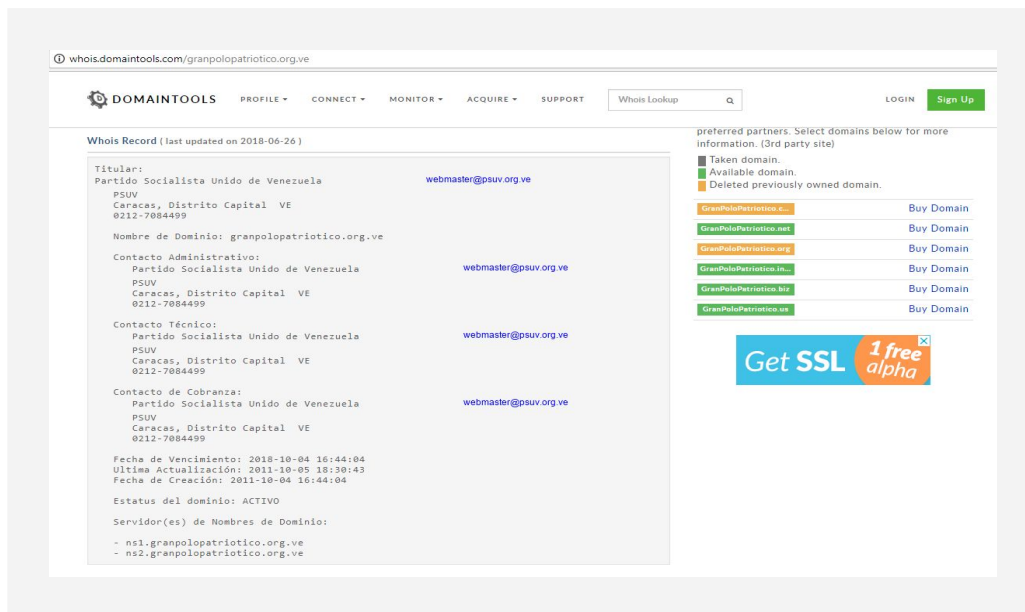 whois.domaintools.com/granpolopatriotico.org.ve
DOMAINTOOLS PROFILE CONNECT MONITOR ACQUIRE SUPPORT Whois Lookup LOGIN Sign Up
Whois Record ( last updated on 2018-06-26 )
Titular:
Partido Socialista Unido de Venezuela webmaster@psuv.org.ve
PSUV
Caracas, Distrito Capital VE
0212-7084499
Nombre de Dominio: granpolopatriotico.org.ve
Contacto Administrativo:
Partido Socialista Unido de Venezuela webmaster@psuv.org.ve
PSUV
Caracas, Distrito Capital VE
0212-7084499
Contacto Técnico:
Partido Socialista Unido de Venezuela webmaster@psuv.org.ve
PSUV
Caracas, Distrito Capital VE
0212-7084499
Contacto de Cobranza:
Partido Socialista Unido de Venezuela webmaster@psuv.org.ve
PSUV
Caracas, Distrito Capital VE
0212-7084499
Fecha de Vencimiento: 2018-10-04 16:44:04
Ultima Actualización: 2011-10-05 18:30:43
Fecha de Creación: 2011-10-04 16:44:04
Estatus del dominio: ACTIVO
Servidor(es) de Nombres de Dominio:
- ns1.granpolopatriotico.org.ve
- ns2.granpolopatriotico.org.ve
preferred partners. Select domains below for more
information. (3rd party site)
Taken domain.
Available domain.
Deleted previously owned domain.
GranPoloPatriotico.c... Buy Domain
GranPoloPatriotico.net Buy Domain
GranPoloPatriotico.org Buy Domain
GranPoloPatriotico.in... Buy Domain
GranPoloPatriotico.biz Buy Domain
GranPoloPatriotico.us Buy Domain
Get SSL 1 free
alpha